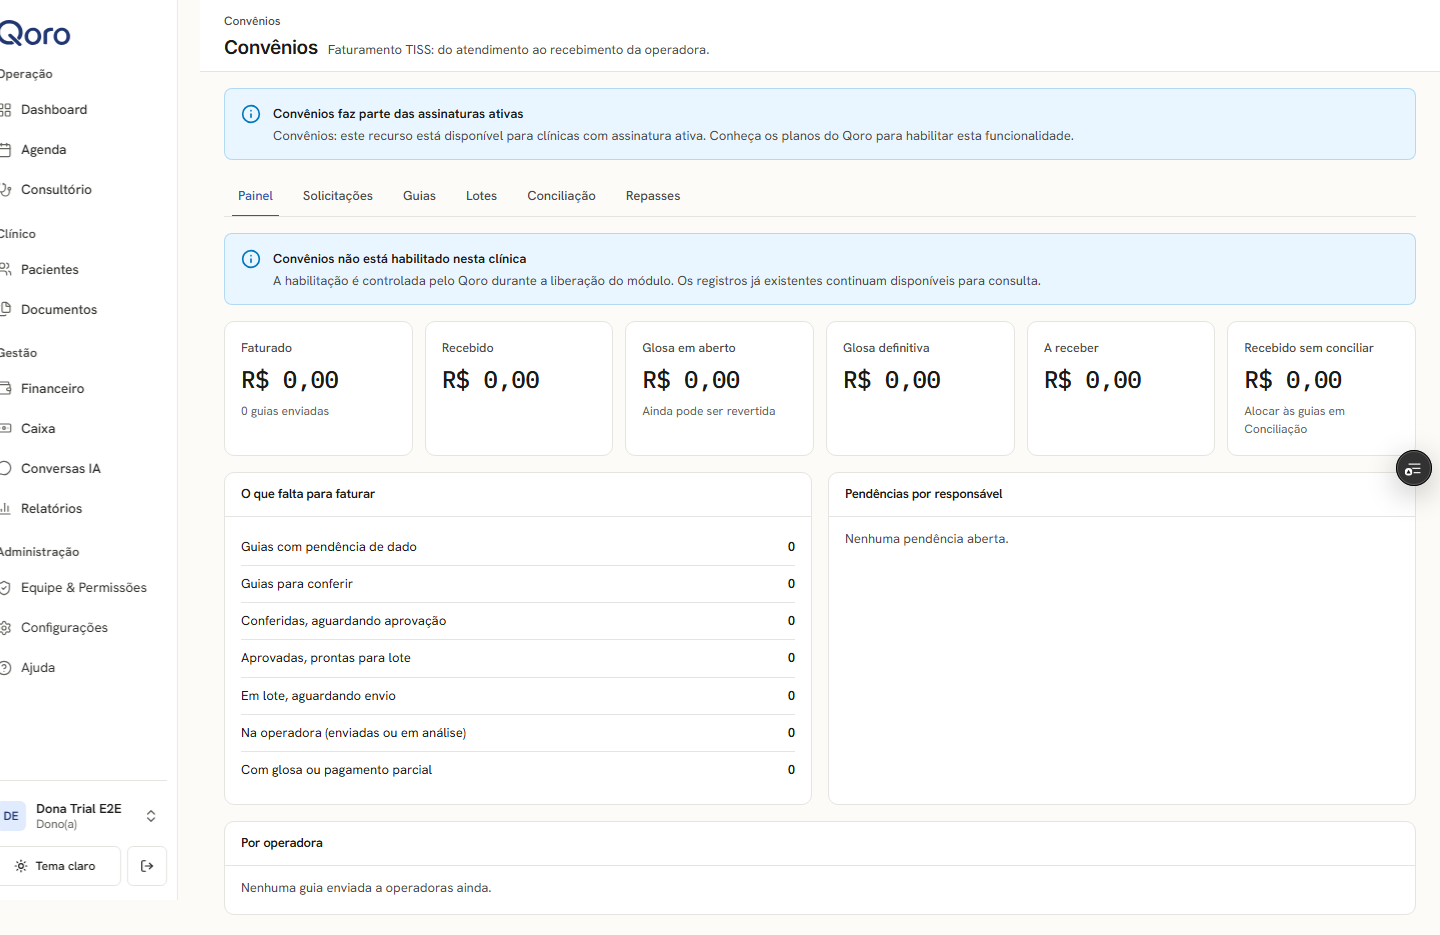 Qoro
Operação
Dashboard
Agenda
Consultório
Clínico
Pacientes
Documentos
Gestão
Financeiro
Caixa
Conversas IA
Relatórios
Administração
Equipe & Permissões
Configurações
Ajuda
DE
Dona Trial E2E
Dono(a)
Tema claro
Convênios
Convênios Faturamento TISS: do atendimento ao recebimento da operadora.
Convênios faz parte das assinaturas ativas
Convênios: este recurso está disponível para clínicas com assinatura ativa. Conheça os planos do Qoro para habilitar esta funcionalidade.
Painel Solicitações Guias Lotes Conciliação Repasses
Convênios não está habilitado nesta clínica
A habilitação é controlada pelo Qoro durante a liberação do módulo. Os registros já existentes continuam disponíveis para consulta.
Faturado
R$ 0,00
0 guias enviadas
Recebido
R$ 0,00
Glosa em aberto
R$ 0,00
Ainda pode ser revertida
Glosa definitiva
R$ 0,00
A receber
R$ 0,00
Recebido sem conciliar
R$ 0,00
Alocar às guias em
Conciliação
O que falta para faturar
Guias com pendência de dado 0
Guias para conferir 0
Conferidas, aguardando aprovação 0
Aprovadas, prontas para lote 0
Em lote, aguardando envio 0
Na operadora (enviadas ou em análise) 0
Com glosa ou pagamento parcial 0
Pendências por responsável
Nenhuma pendência aberta.
Por operadora
Nenhuma guia enviada a operadoras ainda.